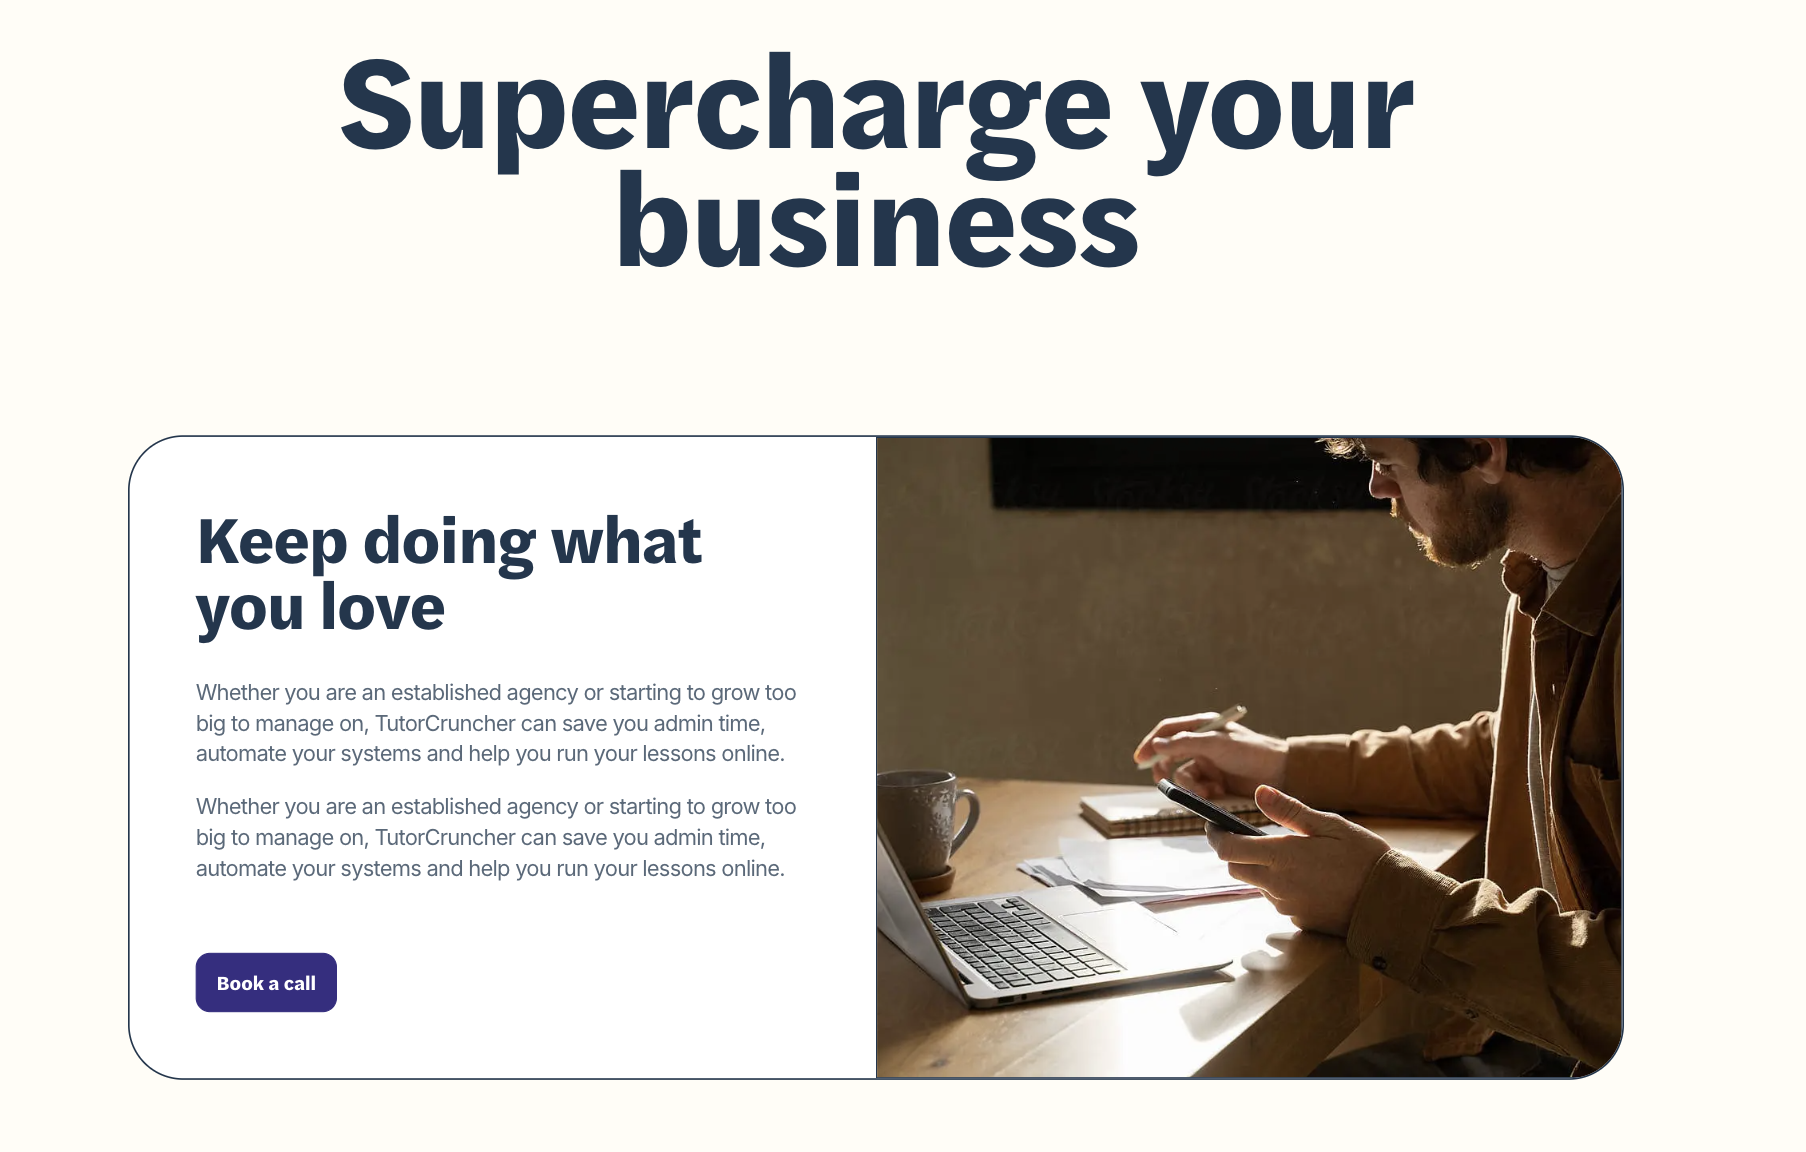 Supercharge your
business
Keep doing what
you love
Whether you are an established agency or starting to grow too
big to manage on, TutorCruncher can save you admin time,
automate your systems and help you run your lessons online.
Whether you are an established agency or starting to grow too
big to manage on, TutorCruncher can save you admin time,
automate your systems and help you run your lessons online.
Book a call